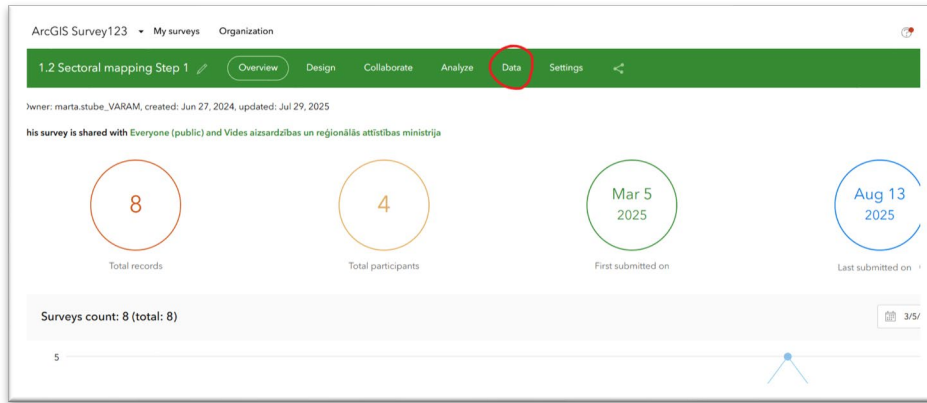 ArcGIS Survey123 My surveys Organization
1.2 Sectoral mapping Step 1 Overview Design Collaborate Analyze Data Settings
wner: marta.stube_VARAM, created: Jun 27, 2024, updated: Jul 29, 2025
his survey is shared with Everyone (public) and Vides aizsardzības un reģionālās attīstības ministrija
8
Total records
4
Total participants
Mar 5
2025
First submitted on
Aug 13
2025
Last submitted on
Surveys count: 8 (total: 8)
3/5/
5